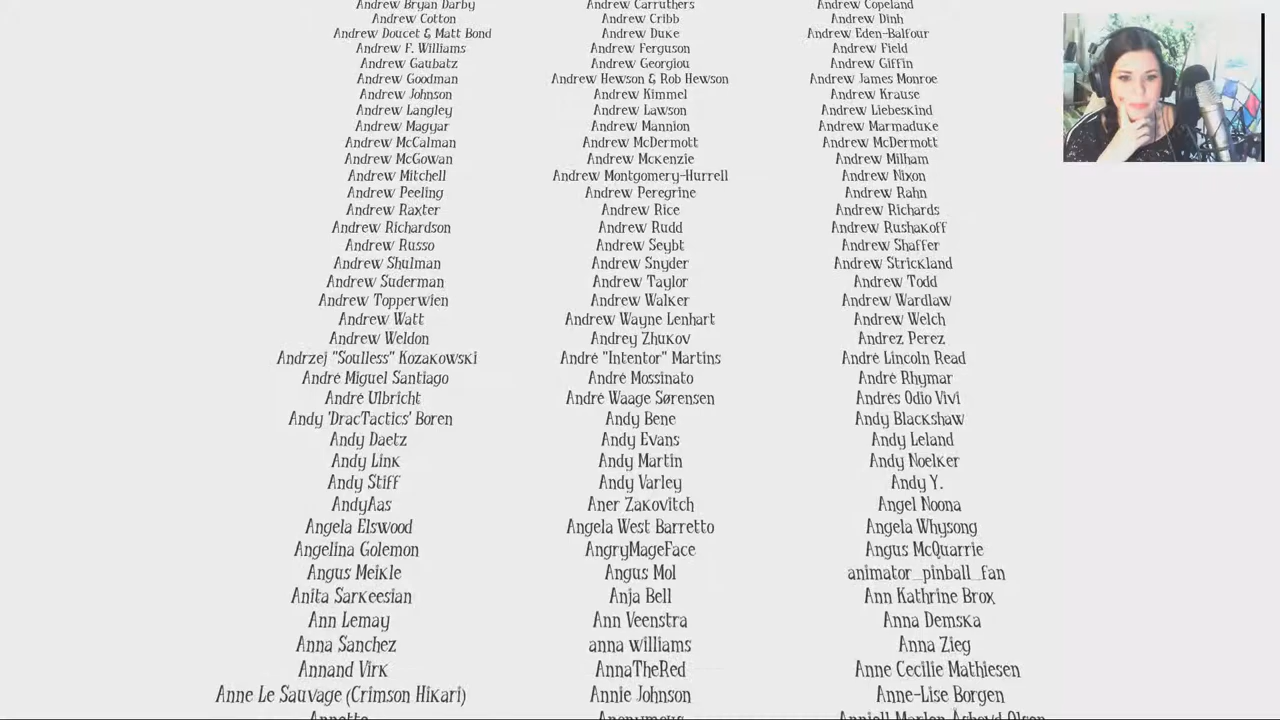 Andrew Bryan Darby Andrew Carruthers Andrew Copeland
Andrew Cotton Andrew Cribb Andrew Dinh
Andrew Doucet & Matt Bond Andrew Duke Andrew Eden-Balfour
Andrew F. Williams Andrew Ferguson Andrew Field
Andrew Gaubatz Andrew Georgiou Andrew Giffin
Andrew Goodman Andrew Hewson & Rob Hewson Andrew James Monroe
Andrew Johnson Andrew Kimmel Andrew Krause
Andrew Langley Andrew Lawson Andrew Liebeskind
Andrew Magyar Andrew Mannion Andrew Marmaduke
Andrew McCalman Andrew McDermott Andrew McDermott
Andrew McGowan Andrew Mckenzie Andrew Milham
Andrew Mitchell Andrew Montgomery-Hurrell Andrew Nixon
Andrew Peeling Andrew Peregrine Andrew Rahn
Andrew Raxter Andrew Rice Andrew Richards
Andrew Richardson Andrew Rudd Andrew Rushakoff
Andrew Russo Andrew Seybt Andrew Shaffer
Andrew Shulman Andrew Snyder Andrew Strickland
Andrew Suderman Andrew Taylor Andrew Todd
Andrew Topperwien Andrew Walker Andrew Wardlaw
Andrew Watt Andrew Wayne Lenhart Andrew Welch
Andrew Weldon Andrey Zhukov Andrez Perez
Andrzej "Soulless" Kozakowski André "Intentor" Martins André Lincoln Read
André Miguel Santiago André Mossinato André Rhymar
André Ulbricht André Waage Sørensen Andrés Odio Vivi
Andy 'DracTactics' Boren Andy Bene Andy Blackshaw
Andy Daetz Andy Evans Andy Leland
Andy Link Andy Martin Andy Noelker
Andy Stiff Andy Varley Andy Y.
AndyAas Aner Zakovitch Angel Noona
Angela Elswood Angela West Barretto Angela Whysong
Angelina Golemon AngryMageFace Angus McQuarrie
Angus Meikle Angus Mol animator_pinball_fan
Anita Sarkeesian Anja Bell Ann Kathrine Brox
Ann Lemay Ann Veenstra Anna Demska
Anna Sanchez anna williams Anna Zieg
Annand Virk AnnaTheRed Anne Cecilie Mathiesen
Anne Le Sauvage (Crimson Hikari) Annie Johnson Anne-Lise Borgen